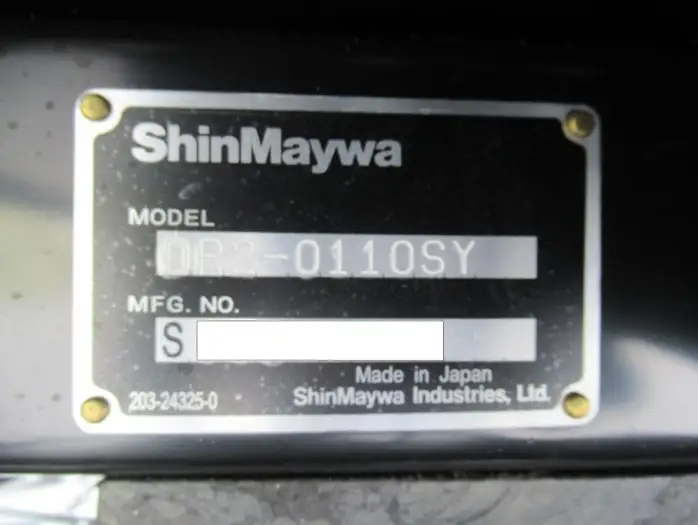 ShinMaywa
MODEL
DR2-0110SY
MFG. NO.
S
Made in Japan
203-24325-0 ShinMaywa Industries, Ltd.